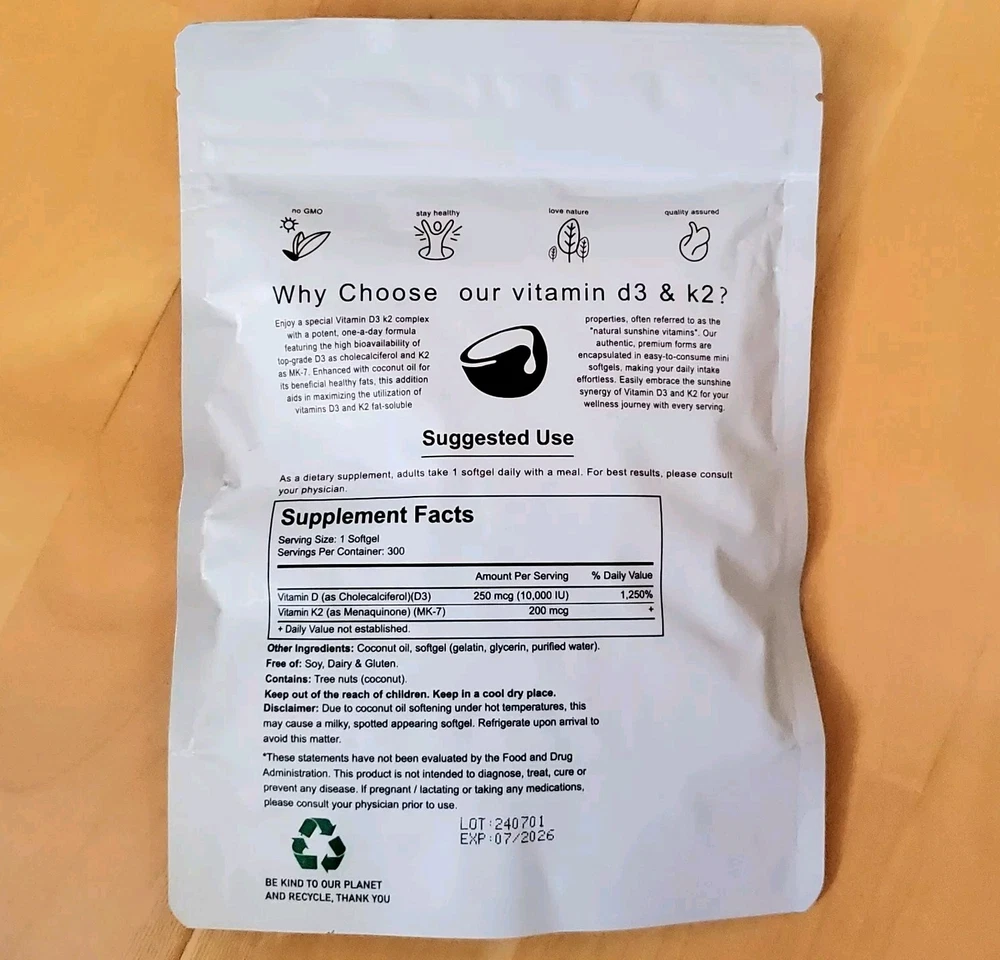 no GMO
stay healthy
love nature
quality assured
Why Choose our vitamin d3 & k2?
Enjoy a special Vitamin D3 k2 complex
with a potent, one-a-day formula
featuring the high bioavailability of
top-grade D3 as cholecalciferol and K2
as MK-7. Enhanced with coconut oil for
its beneficial healthy fats, this addition
aids in maximizing the utilization of
vitamins D3 and K2 fat-soluble
properties, often referred to as the
"natural sunshine vitamins". Our
authentic, premium forms are
encapsulated in easy-to-consume mini
softgels, making your daily intake
effortless. Easily embrace the sunshine
synergy of Vitamin D3 and K2 for your
wellness journey with every serving.
Suggested Use
As a dietary supplement, adults take 1 softgel daily with a meal. For best results, please consult
your physician.
Supplement Facts
Serving Size: 1 Softgel
Servings Per Container: 300
Amount Per Serving % Daily Value
Vitamin D (as Cholecalciferol)(D3) 250 mcg (10,000 IU) 1,250%
Vitamin K2 (as Menaquinone) (MK-7) 200 mcg +
+ Daily Value not established.
Other Ingredients: Coconut oil, softgel (gelatin, glycerin, purified water).
Free of: Soy, Dairy & Gluten.
Contains: Tree nuts (coconut).
Keep out of the reach of children. Keep in a cool dry place.
Disclaimer: Due to coconut oil softening under hot temperatures, this
may cause a milky, spotted appearing softgel. Refrigerate upon arrival to
avoid this matter.
*These statements have not been evaluated by the Food and Drug
Administration. This product is not intended to diagnose, treat, cure or
prevent any disease. If pregnant / lactating or taking any medications,
please consult your physician prior to use.
LOT:240701
EXP:07/2026
BE KIND TO OUR PLANET
AND RECYCLE, THANK YOU